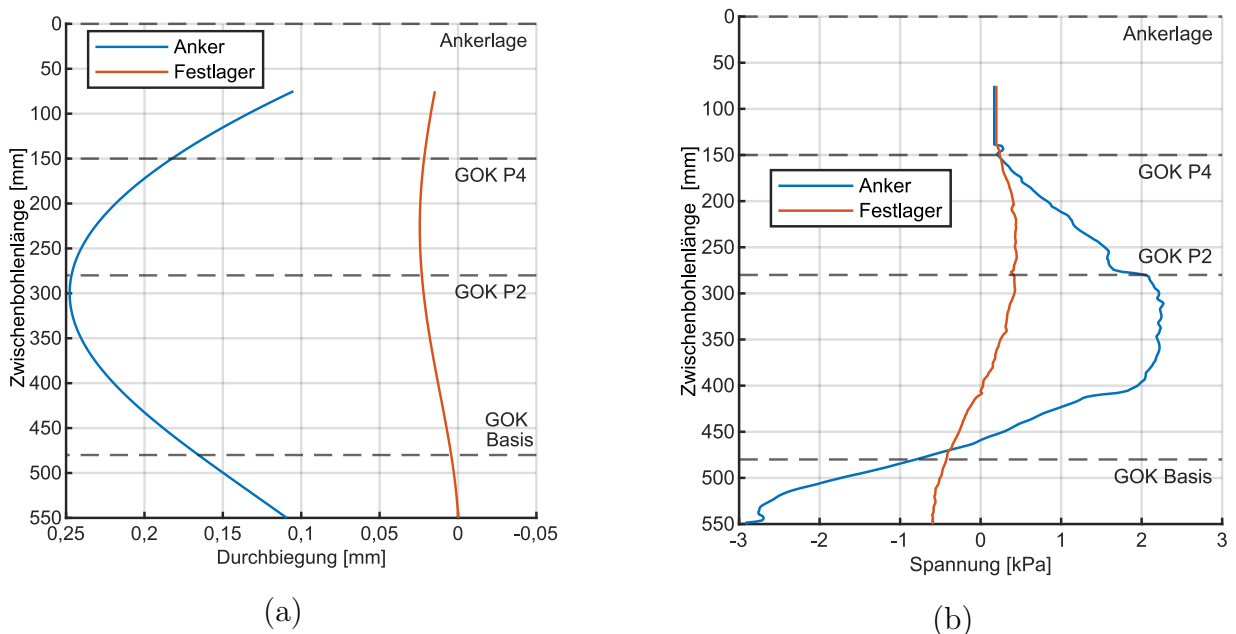 0
50
100
150
200
250
300
350
400
450
500
550
Zwischenbohlenlänge [mm]
Anker
Festlager
Ankerlage
GOK P4
GOK P2
GOK
Basis
0,25
0,2
0,15
0,1
0,05
0
-0,05
Durchbiegung [mm]
(a)
0
50
100
150
200
250
300
350
400
450
500
550
Zwischenbohlenlänge [mm]
Ankerlage
GOK P4
Anker
Festlager
GOK P2
GOK Basis
-3
-2
-1
0
1
2
3
Spannung [kPa]
(b)